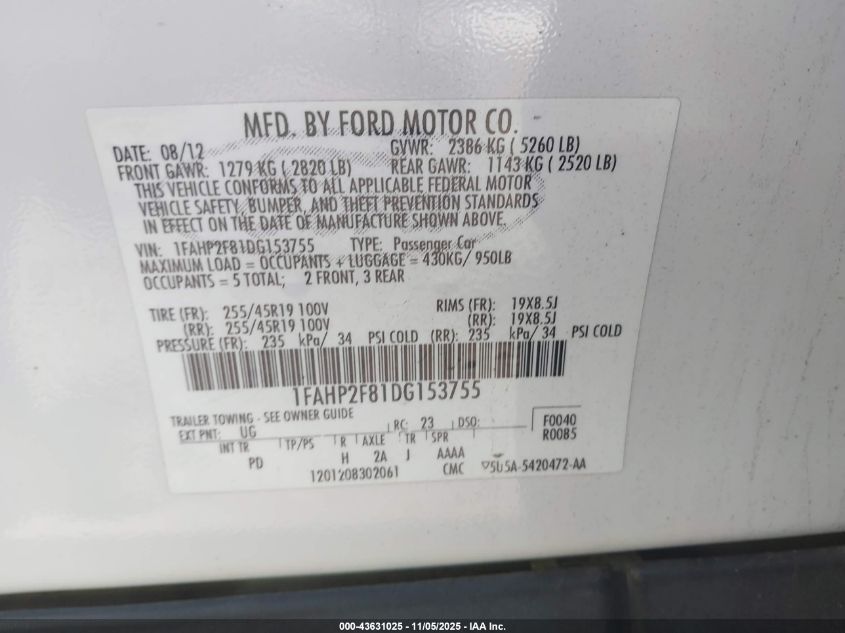 MFD. BY FORD MOTOR CO.
DATE: 08/12 GVWR: 2386 KG ( 5260 LB)
FRONT GAWR: 1279 KG ( 2820 LB) REAR GAWR: 1143 KG ( 2520 LB)
THIS VEHICLE CONFORMS TO ALL APPLICABLE FEDERAL MOTOR
VEHICLE SAFETY, BUMPER, AND THEFT PREVENTION STANDARDS
IN EFFECT ON THE DATE OF MANUFACTURE SHOWN ABOVE.
VIN: 1FAHP2F81DG153755 TYPE: Passenger Car
MAXIMUM LOAD = OCCUPANTS + LUGGAGE = 430KG/ 950LB
OCCUPANTS = 5 TOTAL; 2 FRONT, 3 REAR
TIRE (FR): 255/45R19 100V RIMS (FR): 19X8.5J
(RR): 255/45R19 100V (RR): 19X8.5J
PRESSURE (FR): 235 kPa/ 34 PSI COLD (RR): 235 kPa/ 34 PSI COLD
1FAHP2F81DG153755
TRAILER TOWING - SEE OWNER GUIDE
EXT PNT: UG RC: 23 DSO: F0040
R0085
INT TR TP/PS R AXLE TR SPR
PD H 2A J AAAA
1201208302061 CMC 5U5A-5420472-AA
000-43631025 - 11/05/2025 - IAA Inc.